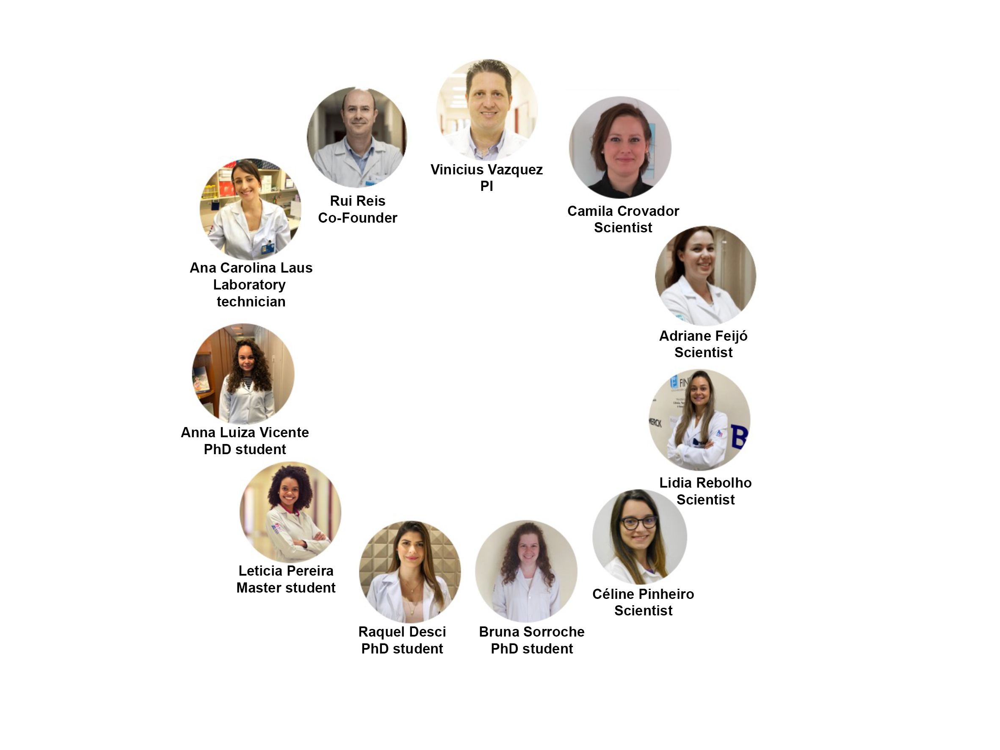 Vinicius Vazquez
PI
Rui Reis
Co-Founder
Camila Crovador
Scientist
Ana Carolina Laus
Laboratory
technician
Adriane Feijó
Scientist
Anna Luiza Vicente
PhD student
FIN
MERCK
B
Lidia Rebolho
Scientist
Leticia Pereira
Master student
Céline Pinheiro
Scientist
Raquel Desci
PhD student
Bruna Sorroche
PhD student